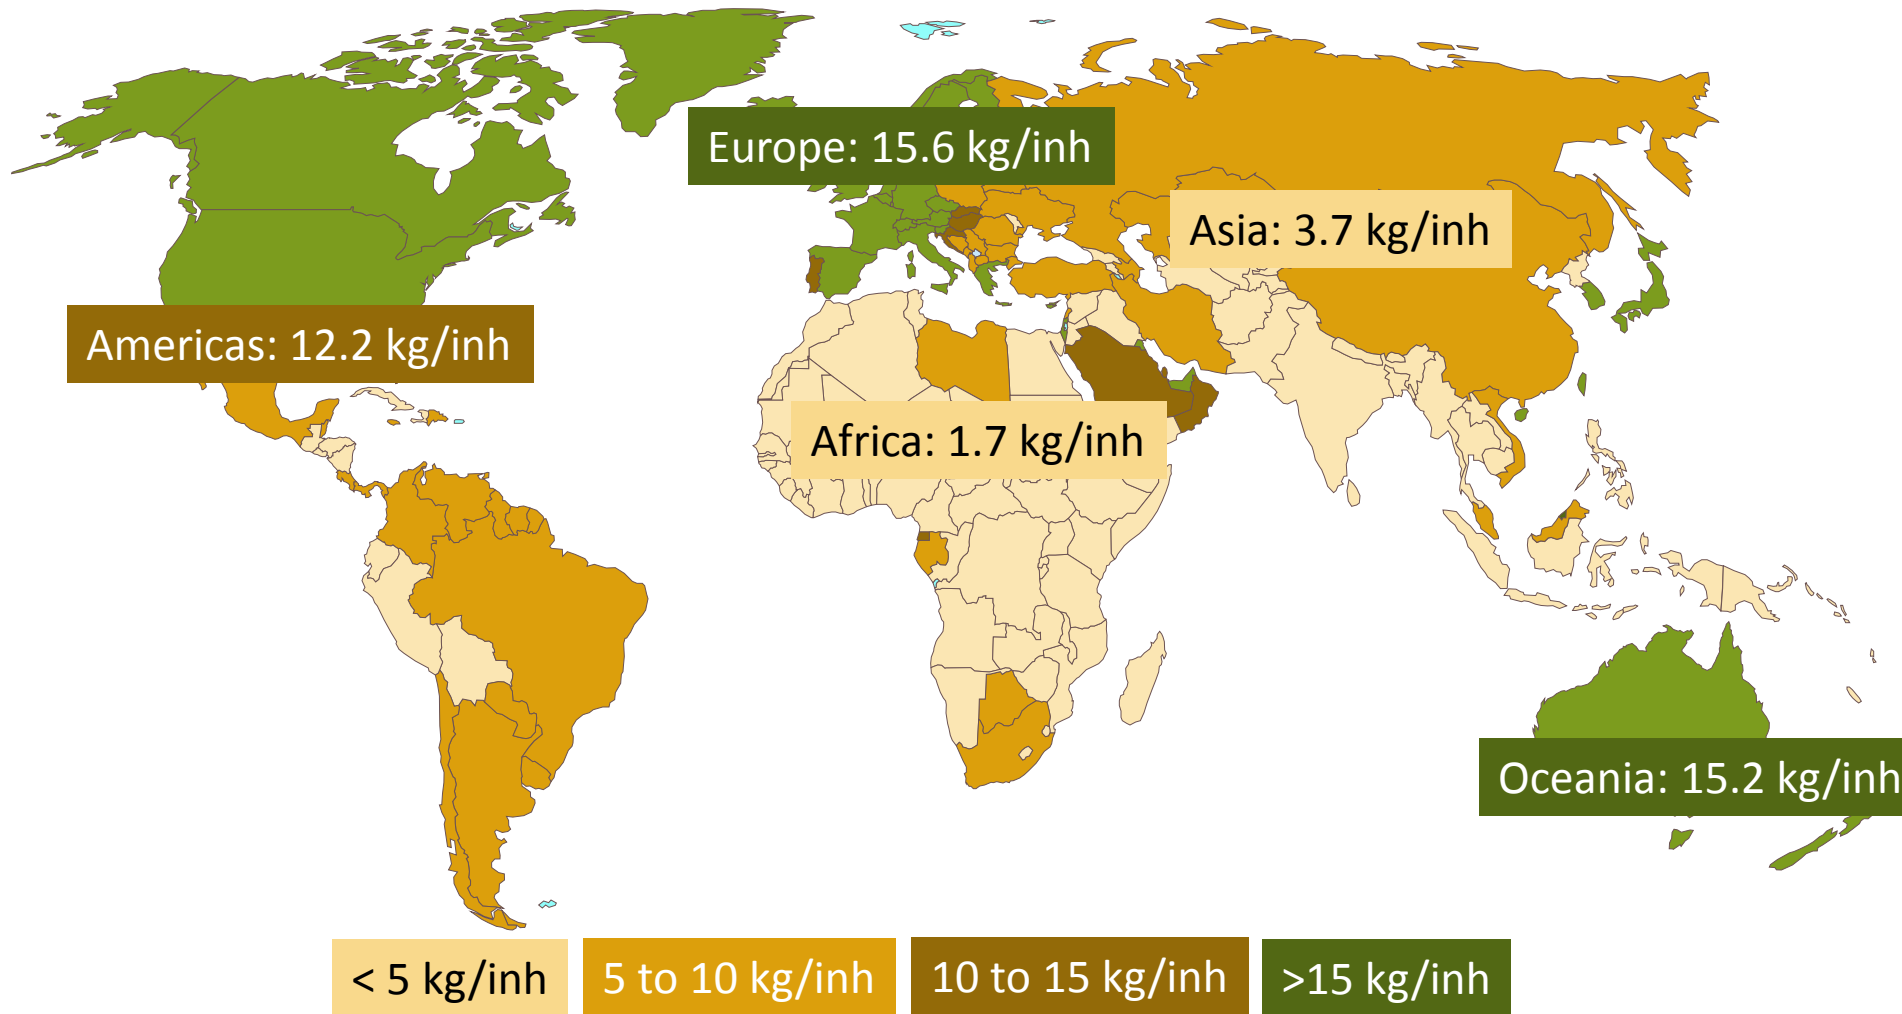 Europe: 15.6 kg/inh
Asia: 3.7 kg/inh
Americas: 12.2 kg/inh
Africa: 1.7 kg/inh
Oceania: 15.2 kg/inh
< 5 kg/inh
5 to 10 kg/inh
10 to 15 kg/inh
>15 kg/inh